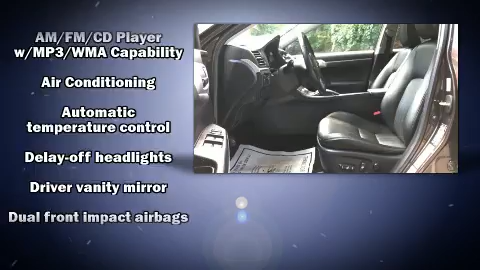 AM/FM/CD Player
w/MP3/WMA Capability
Air Conditioning
Automatic
temperature control
Delay-off headlights
Driver vanity mirror
Dual front impact airbags